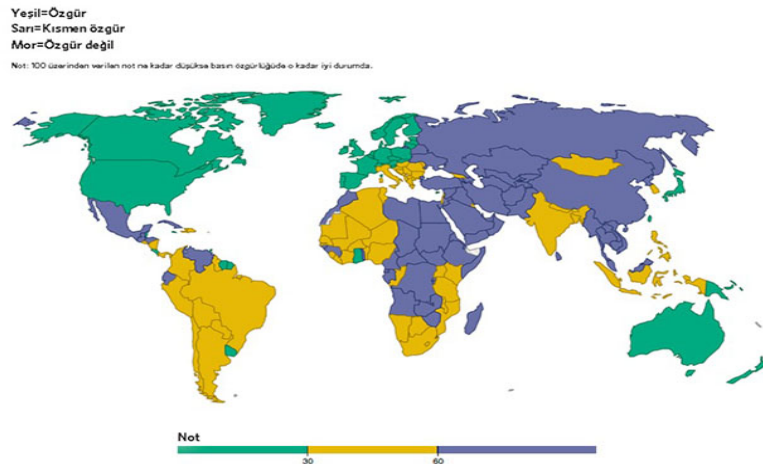 Yeşil=Özgür
Sarı=Kısmen özgür
Mor=Özgür değil
Not: 100 üzerinden verilen not ne kadar düşükse basın özgürlüğüde o kadar iyi durumda.
Not
30
60